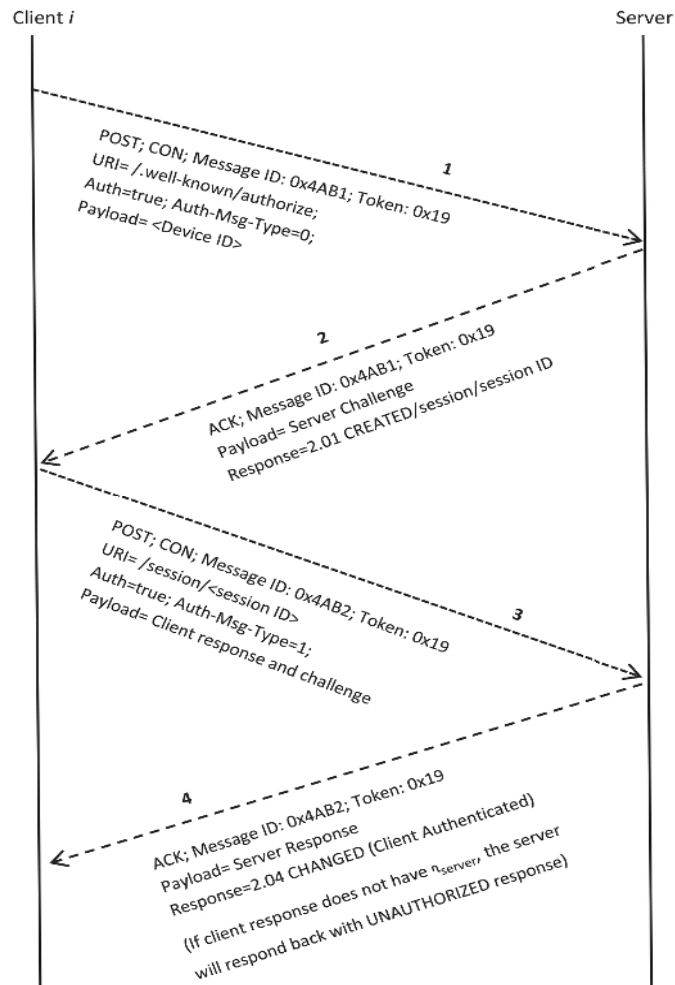 Client i
Server
1
POST; CON; Message ID: 0x4AB1; Token: 0x19
URI= /.well-known/authorize;
Auth=true; Auth-Msg-Type=0;
Payload= <Device ID>
2
ACK; Message ID: 0x4AB1; Token: 0x19
Payload= Server Challenge
Response=2.01 CREATED/session/session ID
POST; CON; Message ID: 0x4AB2; Token: 0x19
URI= /session/<session ID>
Auth=true; Auth-Msg-Type=1;
Payload= Client response and challenge
3
4
ACK; Message ID: 0x4AB2; Token: 0x19
Payload= Server Response
Response=2.04 CHANGED (Client Authenticated)
(If client response does not have ηserver, the server
will respond back with UNAUTHORIZED response)